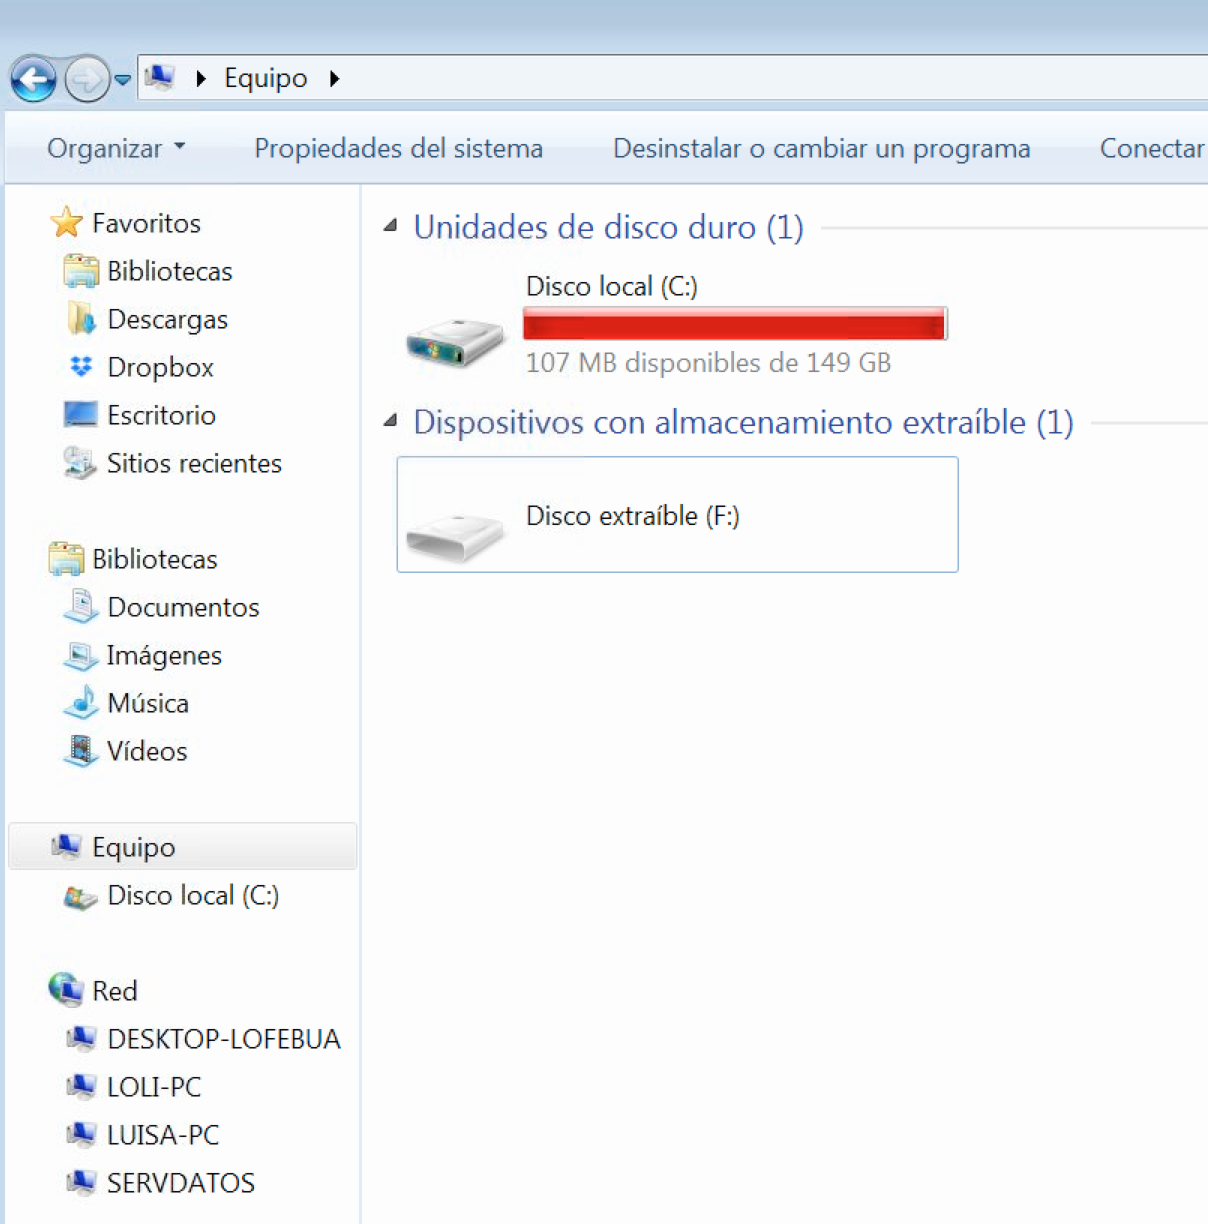 Equipo
Organizar
Propiedades del sistema
Desinstalar o cambiar un programa
Conectar
Favoritos
Bibliotecas
Descargas
Dropbox
Escritorio
Sitios recientes
Bibliotecas
Documentos
Imágenes
Música
Vídeos
Equipo
Disco local (C:)
Red
DESKTOP-LOFEBUA
LOLI-PC
LUISA-PC
SERVDATOS
Unidades de disco duro (1)
Disco local (C:)
107 MB disponibles de 149 GB
Dispositivos con almacenamiento extraíble (1)
Disco extraíble (F:)